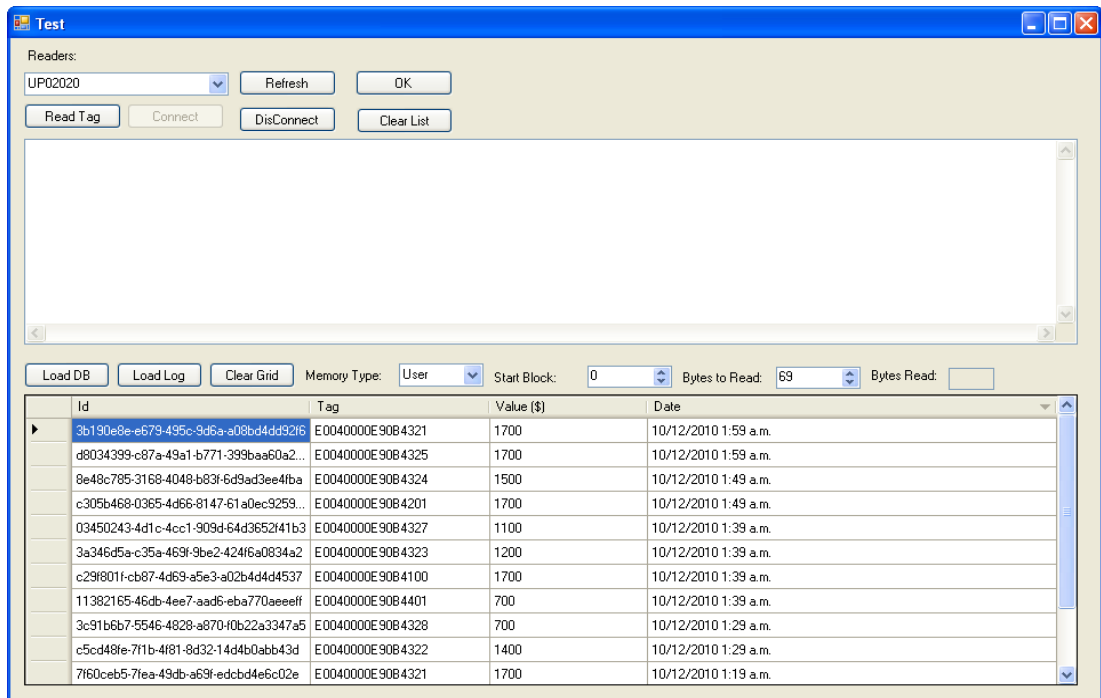 Test
Readers:
UP02020 Refresh OK
Read Tag Connect DisConnect Clear List
Load DB Load Log Clear Grid Memory Type: User Start Block: 0 Bytes to Read: 69 Bytes Read:
Id Tag Value ($) Date
3b190e8e-e679-495c-9d6a-a08bd4dd92f6 E0040000E90B4321 1700 10/12/2010 1:59 a.m.
d8034399-c87a-49a1-b771-399baa60a2... E0040000E90B4325 1700 10/12/2010 1:59 a.m.
8e48c785-3168-4048-b83f-6d9ad3ee4fba E0040000E90B4324 1500 10/12/2010 1:49 a.m.
c305b468-0365-4d66-8147-61a0ec9259... E0040000E90B4201 1700 10/12/2010 1:49 a.m.
03450243-4d1c-4cc1-909d-64d3652f41b3 E0040000E90B4327 1100 10/12/2010 1:39 a.m.
3a346d5a-c35a-469f-9be2-424f6a0834a2 E0040000E90B4323 1200 10/12/2010 1:39 a.m.
c29f801f-cb87-4d69-a5e3-a02b4d4d4537 E0040000E90B4100 1700 10/12/2010 1:39 a.m.
11382165-46db-4ee7-aad6-eba770aeeeff E0040000E90B4401 700 10/12/2010 1:39 a.m.
3c91b6b7-5546-4828-a870-f0b22a3347a5 E0040000E90B4328 700 10/12/2010 1:29 a.m.
c5cd48fe-7f1b-4f81-8d32-14d4b0abb43d E0040000E90B4322 1400 10/12/2010 1:29 a.m.
7f60ceb5-7fea-49db-a69f-edcbd4e6c02e E0040000E90B4321 1700 10/12/2010 1:19 a.m.